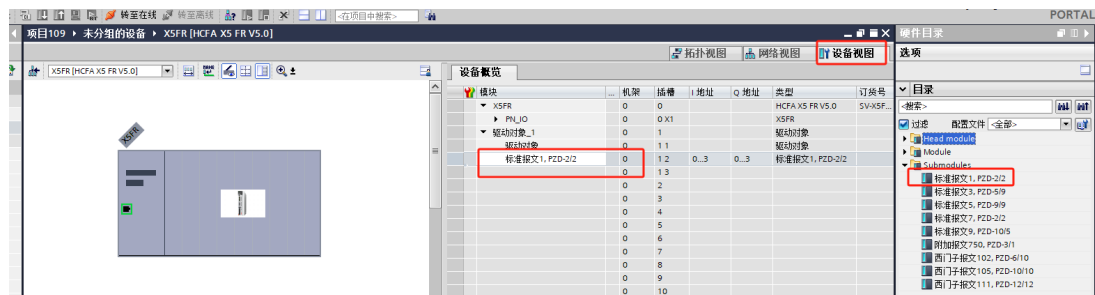 转至在线 转至离线 <在项目中搜索> PORTAL
项目109 ▸ 未分组的设备 ▸ X5FR [HCFA X5 FR V5.0] 硬件目录
拓扑视图 网络视图 设备视图 选项
X5FR [HCFA X5 FR V5.0] 设备概览
模块 ... 机架 插槽 I 地址 Q 地址 类型 订货号 目录
X5FR 0 0 HCFA X5 FR V5.0 SV-X5F... <搜索>
PN_IO 0 0 X1 X5FR 过滤 配置文件 <全部>
驱动对象_1 0 1 驱动对象 Head module
驱动对象 0 1 1 驱动对象 Module
标准报文1, PZD-2/2 0 1 2 0...3 0...3 标准报文1, PZD-2/2 Submodules
0 1 3 标准报文1, PZD-2/2
0 2 标准报文3, PZD-5/9
0 3 标准报文5, PZD-9/9
0 4 标准报文7, PZD-2/2
0 5 标准报文9, PZD-10/5
0 6 附加报文750, PZD-3/1
0 7 西门子报文102, PZD-6/10
0 8 西门子报文105, PZD-10/10
0 9 西门子报文111, PZD-12/12
0 10
X5FR